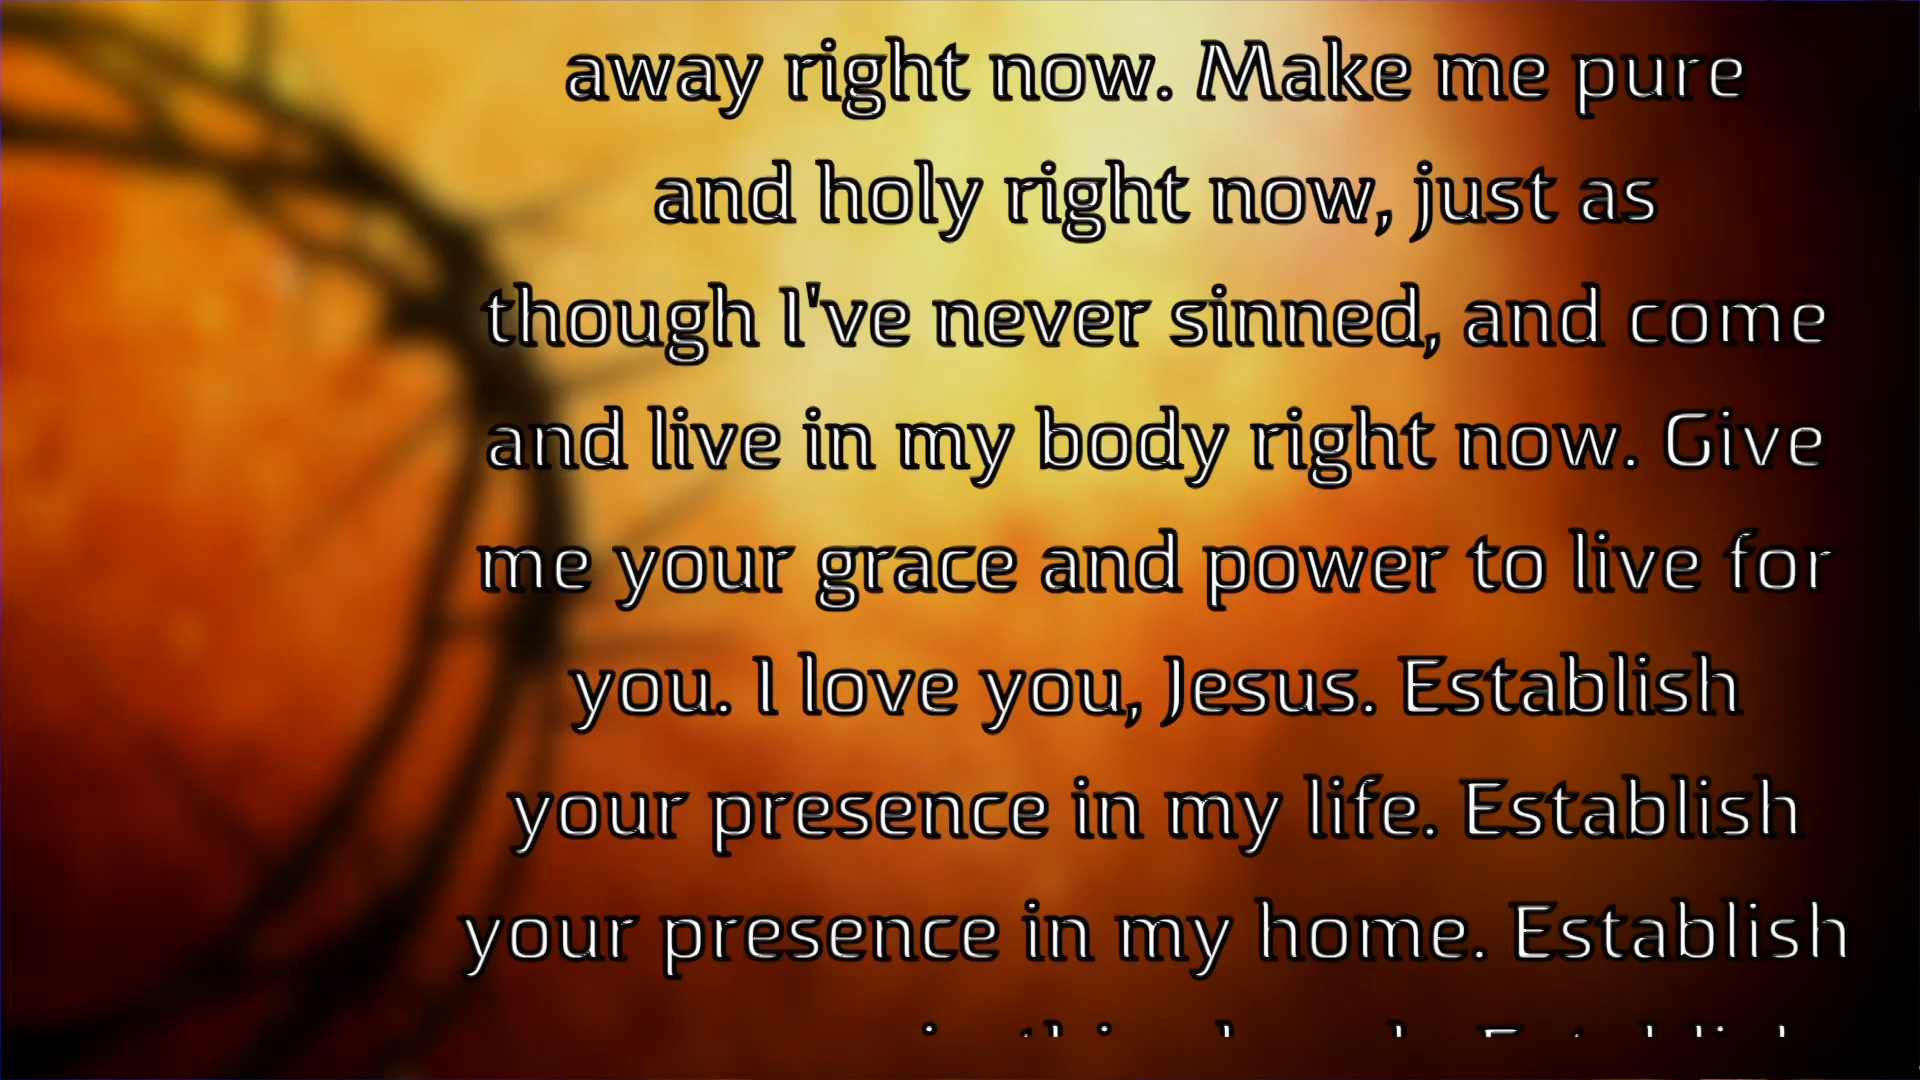 away right now. Make me pure
and holy right now, just as
though I've never sinned, and come
and live in my body right now. Give
me your grace and power to live for
you. I love you, Jesus. Establish
your presence in my life. Establish
your presence in my home. Establish